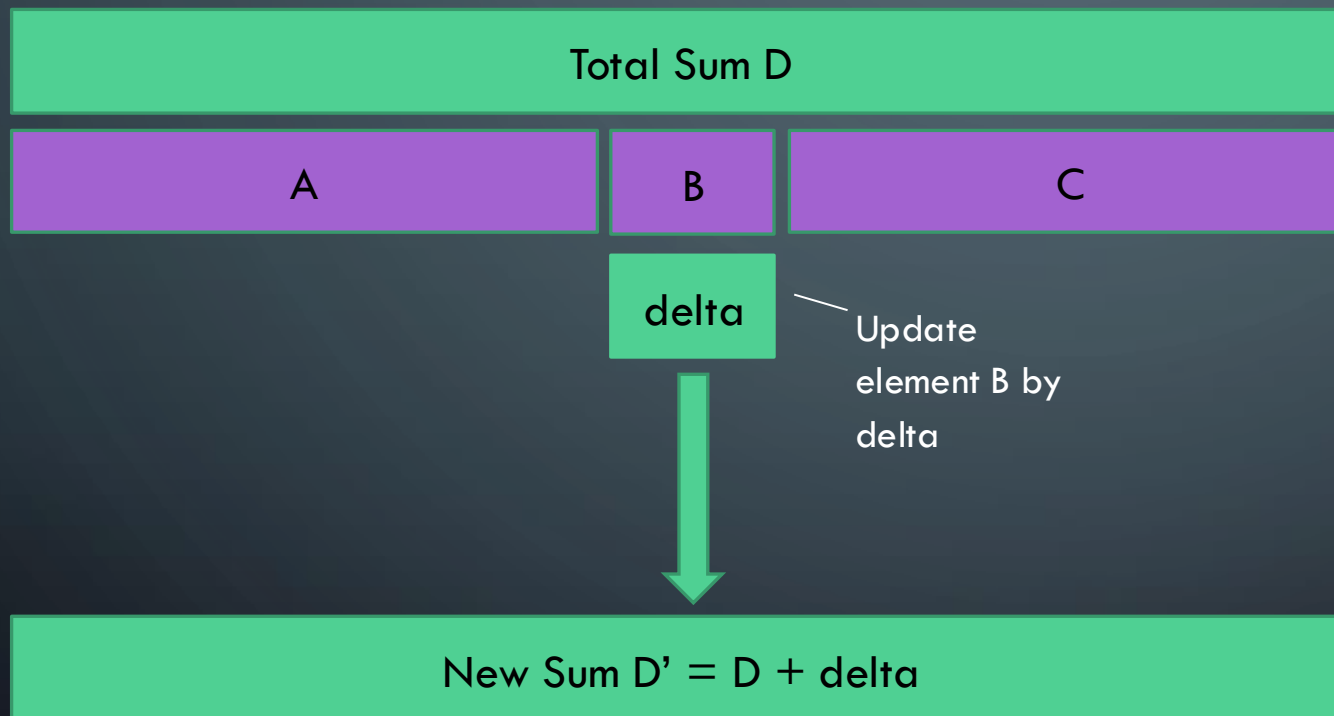 Total Sum D
A
B
C
delta
Update
element B by
delta
New Sum D’ = D + delta